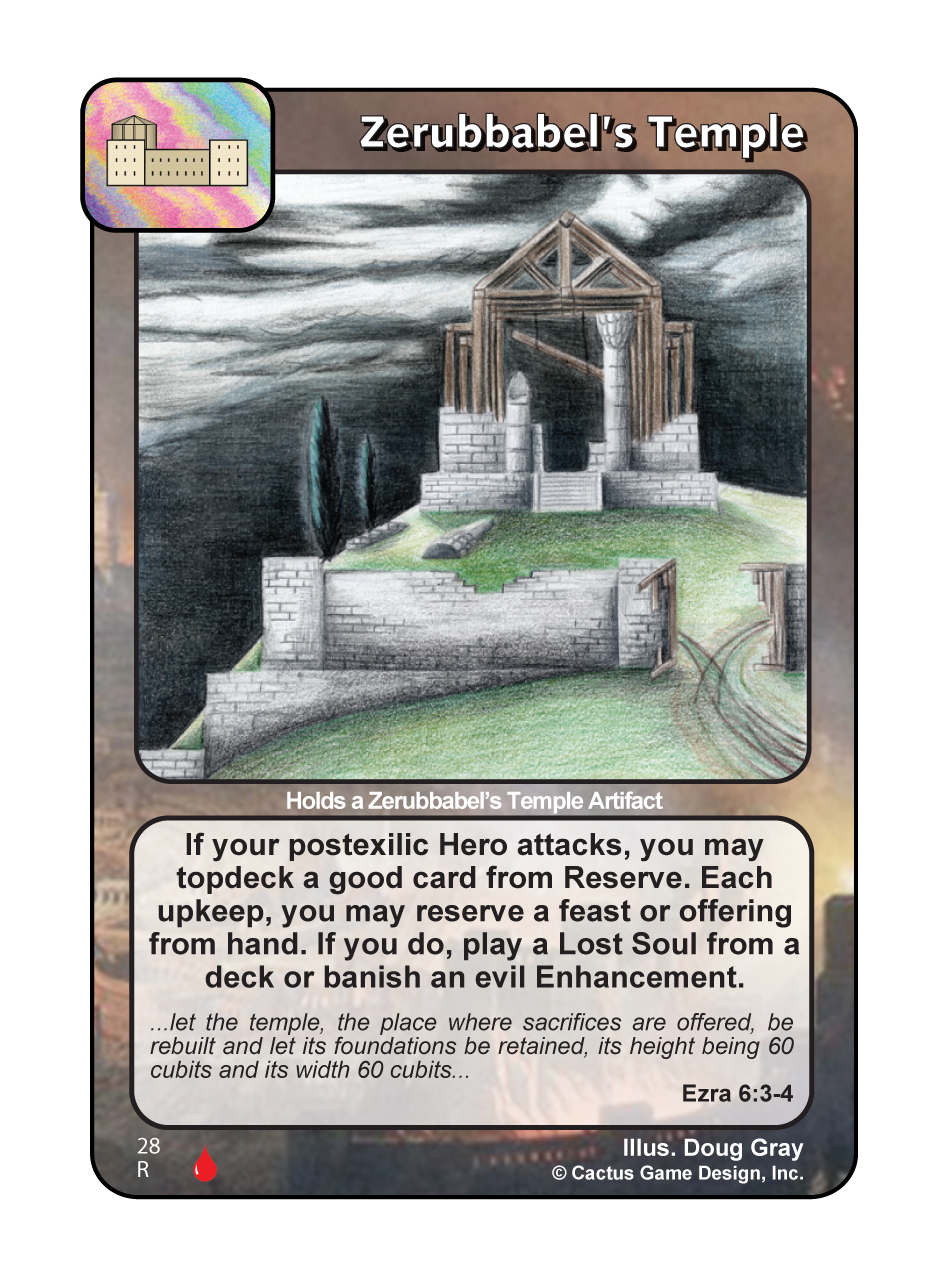 Zerubbabel's Temple
Holds a Zerubbabel's Temple Artifact
If your postexilic Hero attacks, you may
topdeck a good card from Reserve. Each
upkeep, you may reserve a feast or offering
from hand. If you do, play a Lost Soul from a
deck or banish an evil Enhancement.
...let the temple, the place where sacrifices are offered, be
rebuilt and let its foundations be retained, its height being 60
cubits and its width 60 cubits...
Ezra 6:3-4
28
R
Illus. Doug Gray
© Cactus Game Design, Inc.